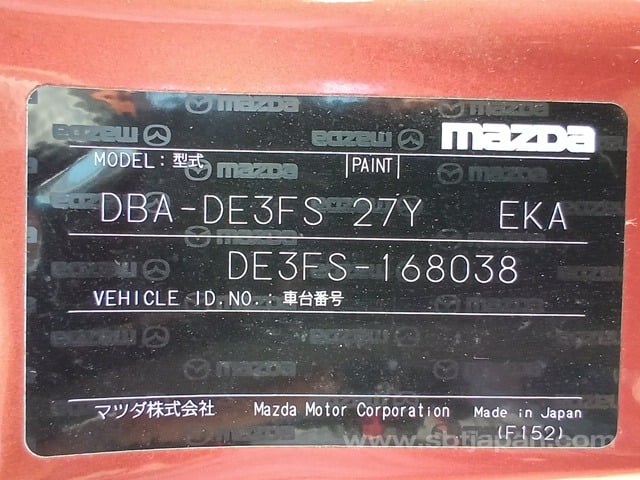 mazda
MODEL: 型式 PAINT
DBA-DE3FS 27Y EKA
DE3FS-168038
VEHICLE ID.NO.: 車台番号
マツダ株式会社 Mazda Motor Corporation Made in Japan
(F152)
www.sbtjapan.com